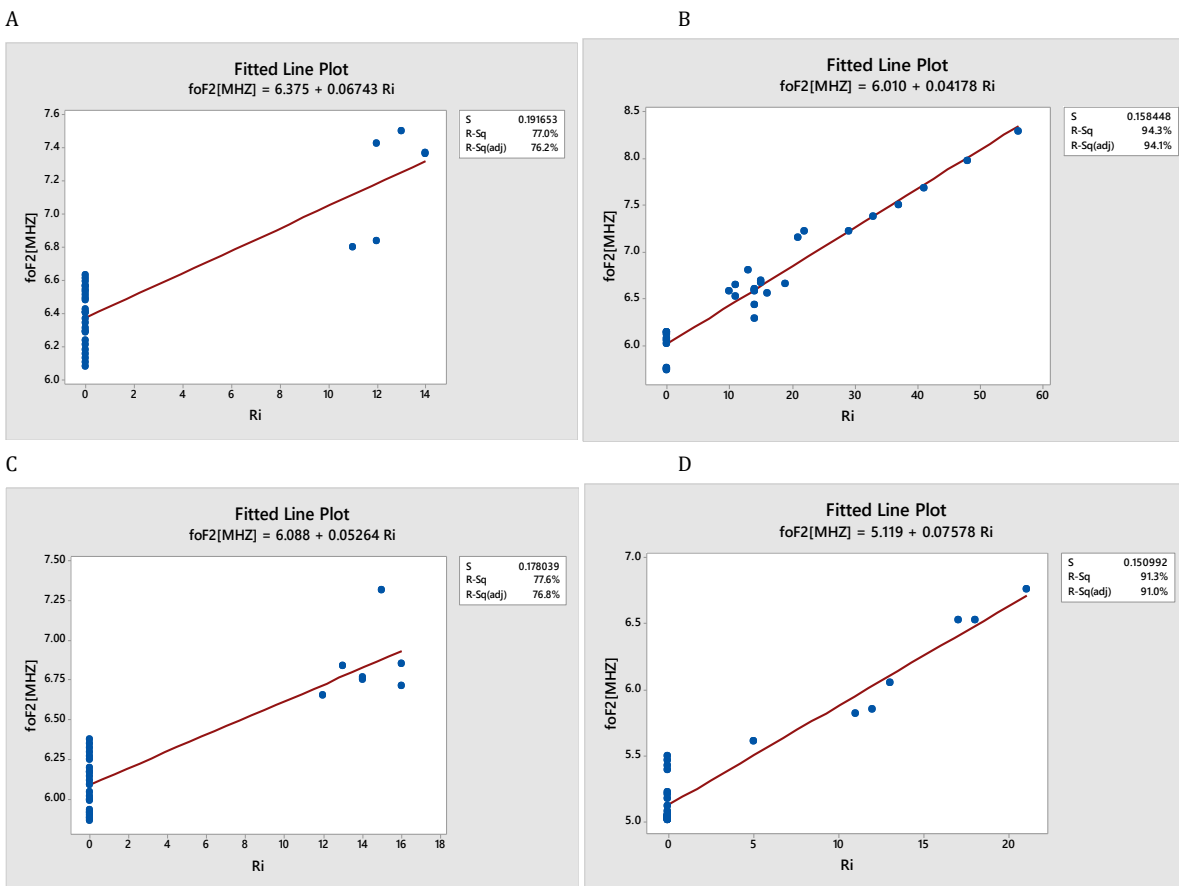 A
Fitted Line Plot
foF2[MHZ] = 6.375 + 0.06743 Ri
S 0.191653
R-Sq 77.0%
R-Sq(adj) 76.2%
foF2[MHZ]
7.6
7.4
7.2
7.0
6.8
6.6
6.4
6.2
6.0
0 2 4 6 8 10 12 14
Ri
B
Fitted Line Plot
foF2[MHZ] = 6.010 + 0.04178 Ri
S 0.158448
R-Sq 94.3%
R-Sq(adj) 94.1%
foF2[MHZ]
8.5
8.0
7.5
7.0
6.5
6.0
0 10 20 30 40 50 60
Ri
C
Fitted Line Plot
foF2[MHZ] = 6.088 + 0.05264 Ri
S 0.178039
R-Sq 77.6%
R-Sq(adj) 76.8%
foF2[MHZ]
7.50
7.25
7.00
6.75
6.50
6.25
6.00
0 2 4 6 8 10 12 14 16 18
Ri
D
Fitted Line Plot
foF2[MHZ] = 5.119 + 0.07578 Ri
S 0.150992
R-Sq 91.3%
R-Sq(adj) 91.0%
foF2[MHZ]
7.0
6.5
6.0
5.5
5.0
0 5 10 15 20
Ri